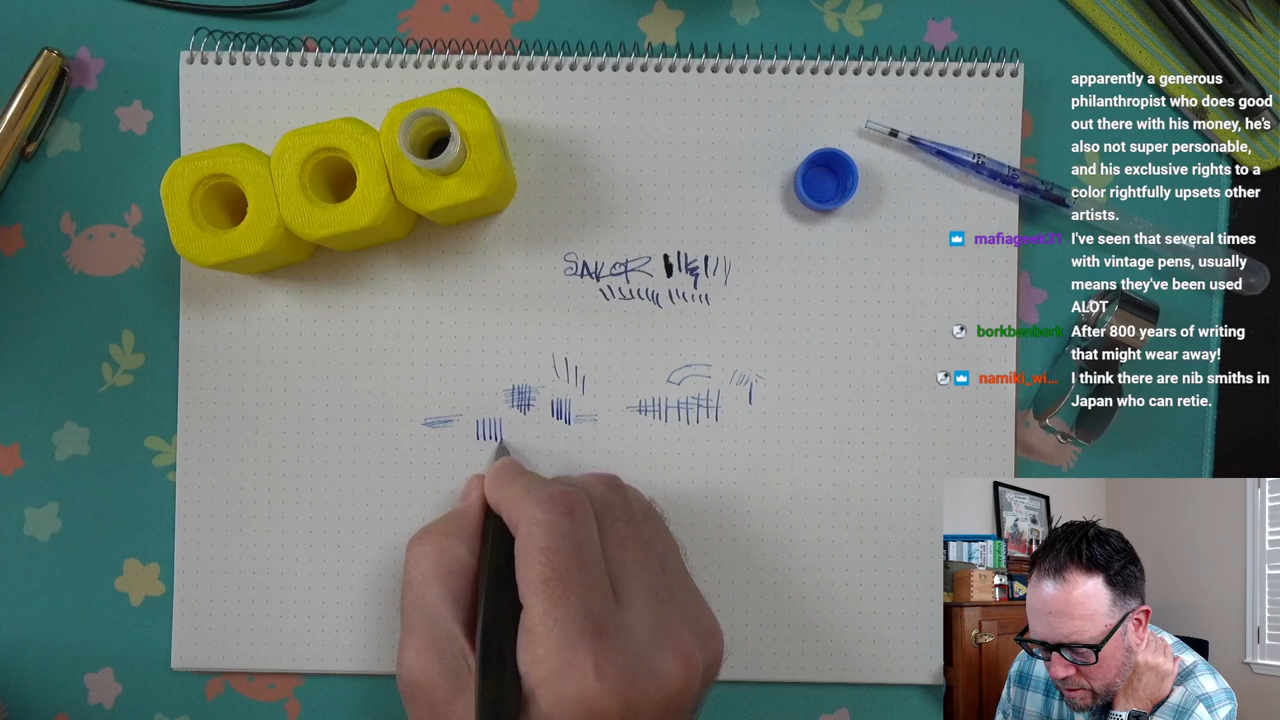 apparently a generous
philanthropist who does good
out there with his money, he's
also not super personable,
and his exclusive rights to a
color rightfully upsets other
artists.
mafiageek31 I've seen that several times
with vintage pens, usually
means they've been used
ALOT
After 800 years of writing
that might wear away!
namiki_wi... I think there are nib smiths in
Japan who can retie.
SAILOR